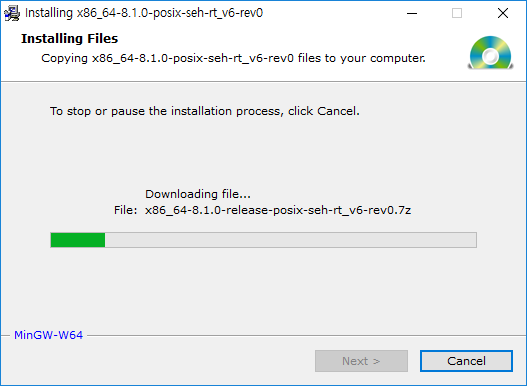 Installing x86_64-8.1.0-posix-seh-rt_v6-rev0
Installing Files
Copying x86_64-8.1.0-posix-seh-rt_v6-rev0 files to your computer.
To stop or pause the installation process, click Cancel.
Downloading file...
File: x86_64-8.1.0-release-posix-seh-rt_v6-rev0.7z
MinGW-W64
Next >
Cancel